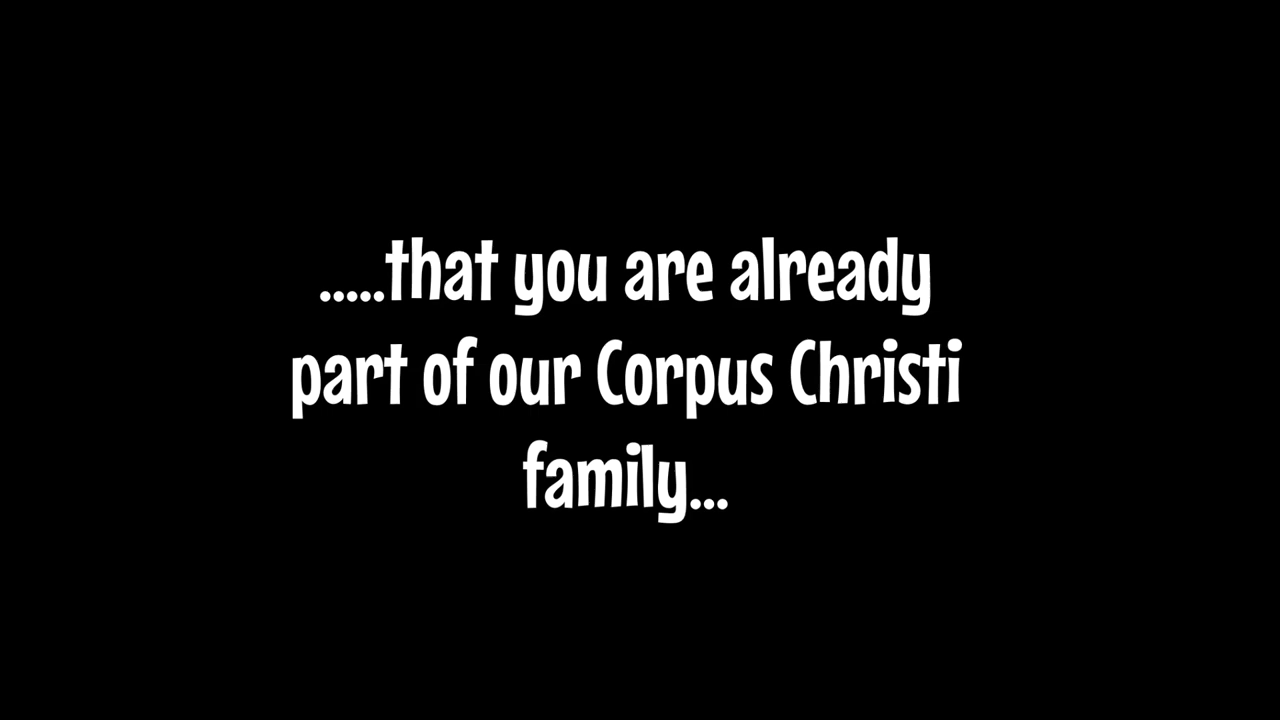 .....that you are already
part of our Corpus Christi
family...